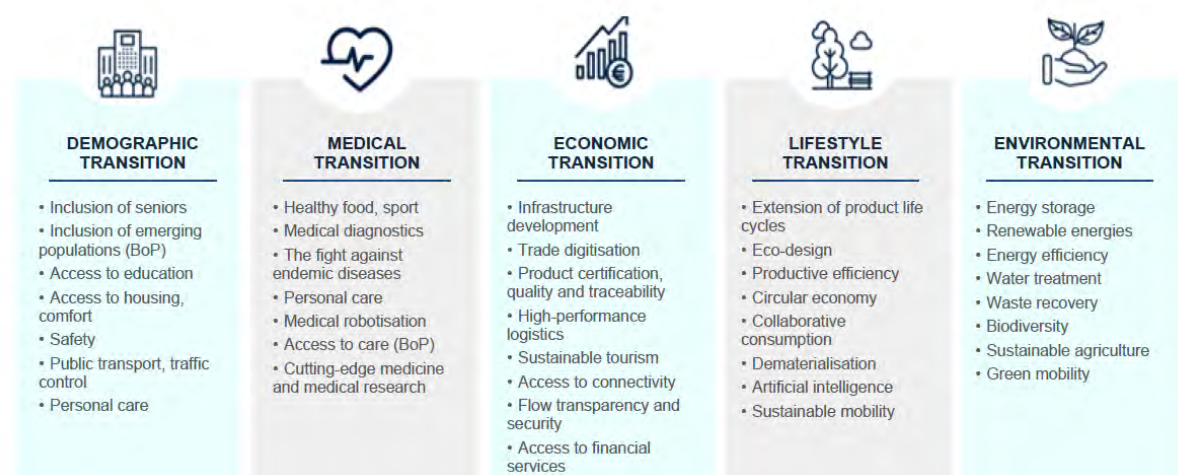 DEMOGRAPHIC
TRANSITION
• Inclusion of seniors
• Inclusion of emerging
populations (BoP)
• Access to education
• Access to housing,
comfort
• Safety
• Public transport, traffic
control
• Personal care
MEDICAL
TRANSITION
• Healthy food, sport
• Medical diagnostics
• The fight against
endemic diseases
• Personal care
• Medical robotisation
• Access to care (BoP)
• Cutting-edge medicine
and medical research
ECONOMIC
TRANSITION
• Infrastructure
development
• Trade digitisation
• Product certification,
quality and traceability
• High-performance
logistics
• Sustainable tourism
• Access to connectivity
• Flow transparency and
security
• Access to financial
services
LIFESTYLE
TRANSITION
• Extension of product life
cycles
• Eco-design
• Productive efficiency
• Circular economy
• Collaborative
consumption
• Dematerialisation
• Artificial intelligence
• Sustainable mobility
ENVIRONMENTAL
TRANSITION
• Energy storage
• Renewable energies
• Energy efficiency
• Water treatment
• Waste recovery
• Biodiversity
• Sustainable agriculture
• Green mobility